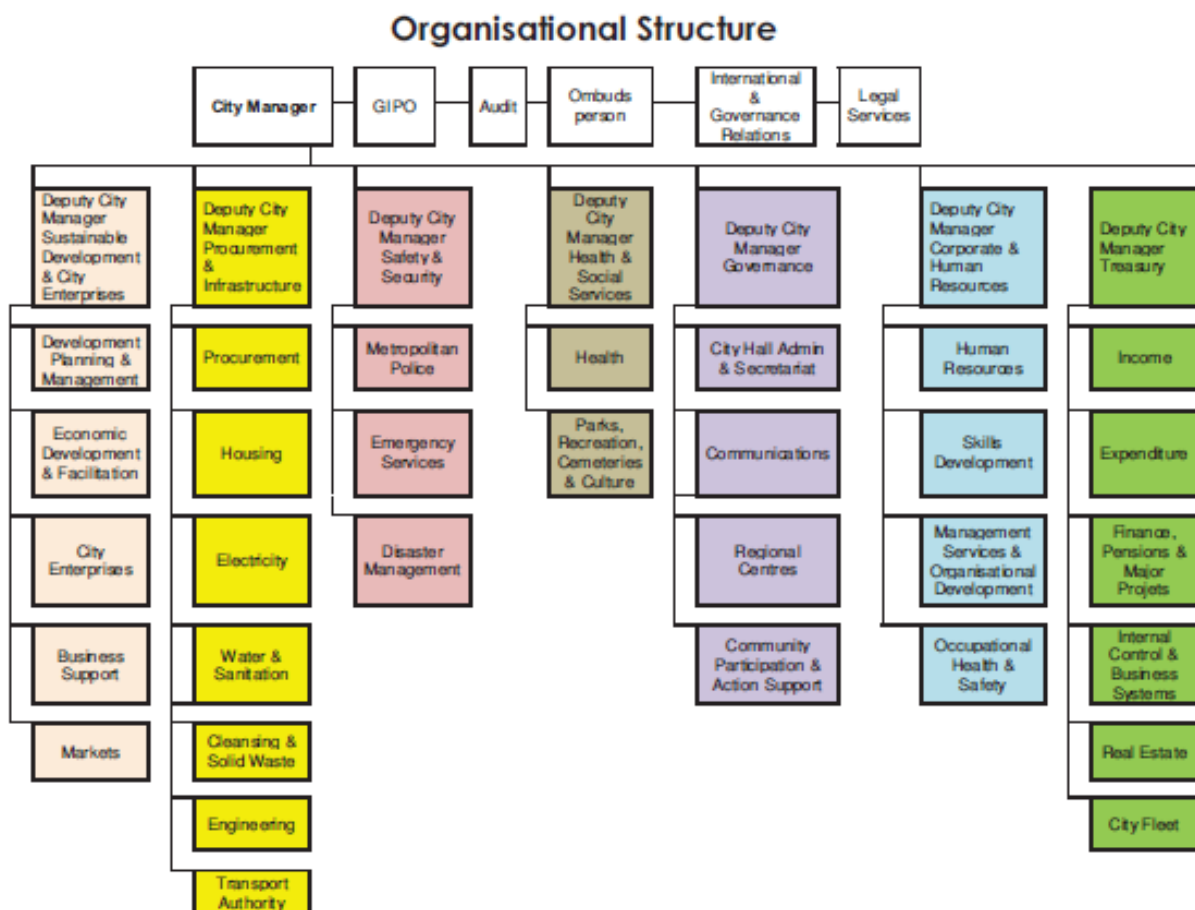 Organisational Structure
City Manager
GIPO
Audit
Ombuds
person
International
&
Governance
Relations
Legal
Services
Deputy City
Manager
Sustainable
Development
& City
Enterprises
Deputy City
Manager
Procurement
&
Infrastructure
Deputy City
Manager
Safety &
Security
Deputy
City
Manager
Health &
Social
Services
Deputy City
Manager
Governance
Deputy City
Manager
Corporate &
Human
Resources
Deputy City
Manager
Treasury
Development
Planning &
Management
Procurement
Metropolitan
Police
Health
City Hall Admin
& Secretariat
Human
Resources
Income
Economic
Development
& Facilitation
Housing
Emergency
Services
Parks,
Recreation,
Cemeteries
& Culture
Communications
Skills
Development
Expenditure
City
Enterprises
Electricity
Disaster
Management
Regional
Centres
Management
Services &
Organisational
Development
Finance,
Pensions &
Major
Projets
Business
Support
Water &
Sanitation
Community
Participation &
Action Support
Occupational
Health &
Safety
Internal
Control &
Business
Systems
Markets
Cleansing &
Solid Waste
Real Estate
Engineering
City Fleet
Transport
Authority